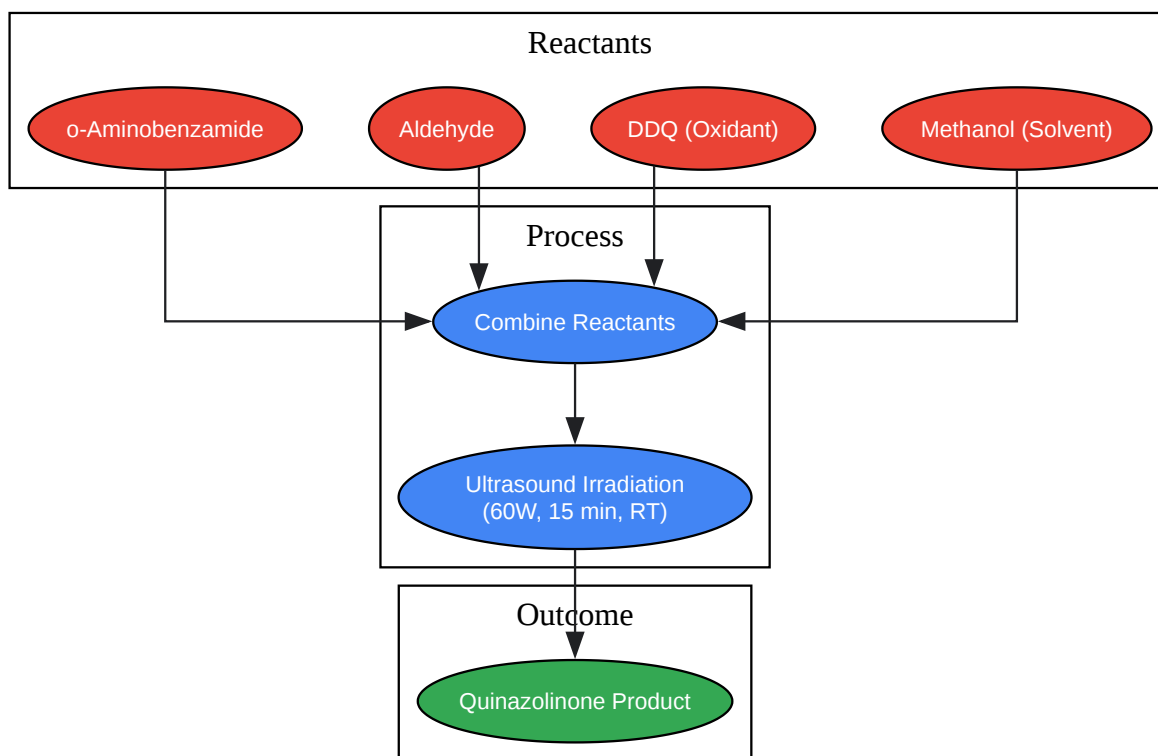 Reactants
o-Aminobenzamide
Aldehyde
DDQ (Oxidant)
Methanol (Solvent)
Process
Combine Reactants
Ultrasound Irradiation
(60W, 15 min, RT)
Outcome
Quinazolinone Product